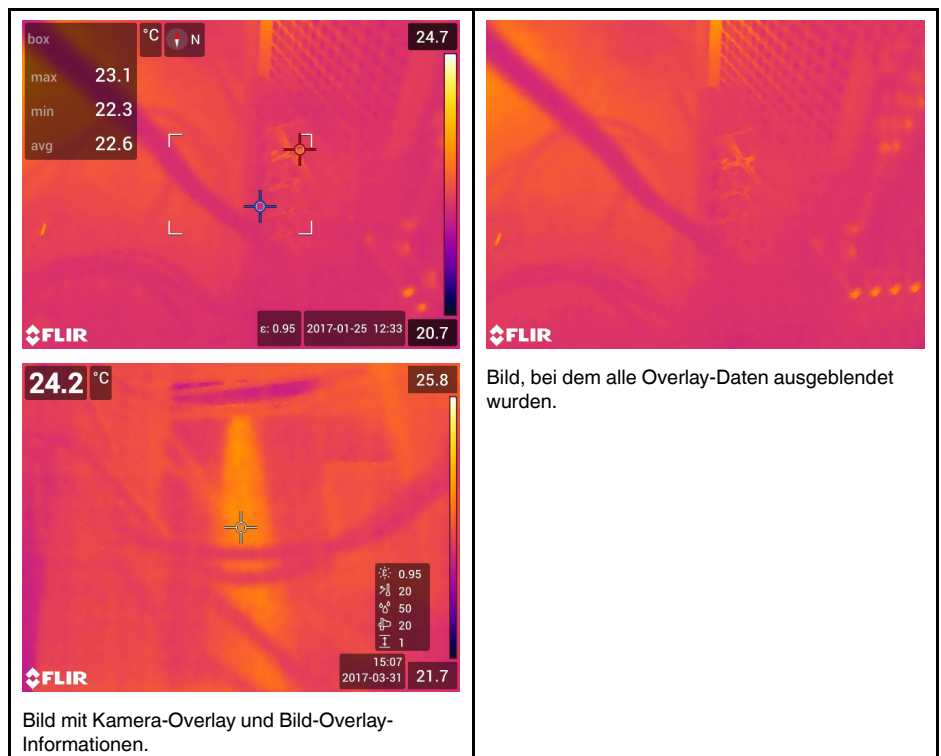 box
°C
N
24.7
max 23.1
min 22.3
avg 22.6
ε: 0.95
2017-01-25 12:33
20.7
FLIR
FLIR
Bild, bei dem alle Overlay-Daten ausgeblendet
wurden.
24.2 °C
25.8
0.95
20
50
20
1
15:07
2017-03-31
21.7
FLIR
Bild mit Kamera-Overlay und Bild-Overlay-
Informationen.